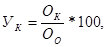 У_К = О_К / О_О * 100,